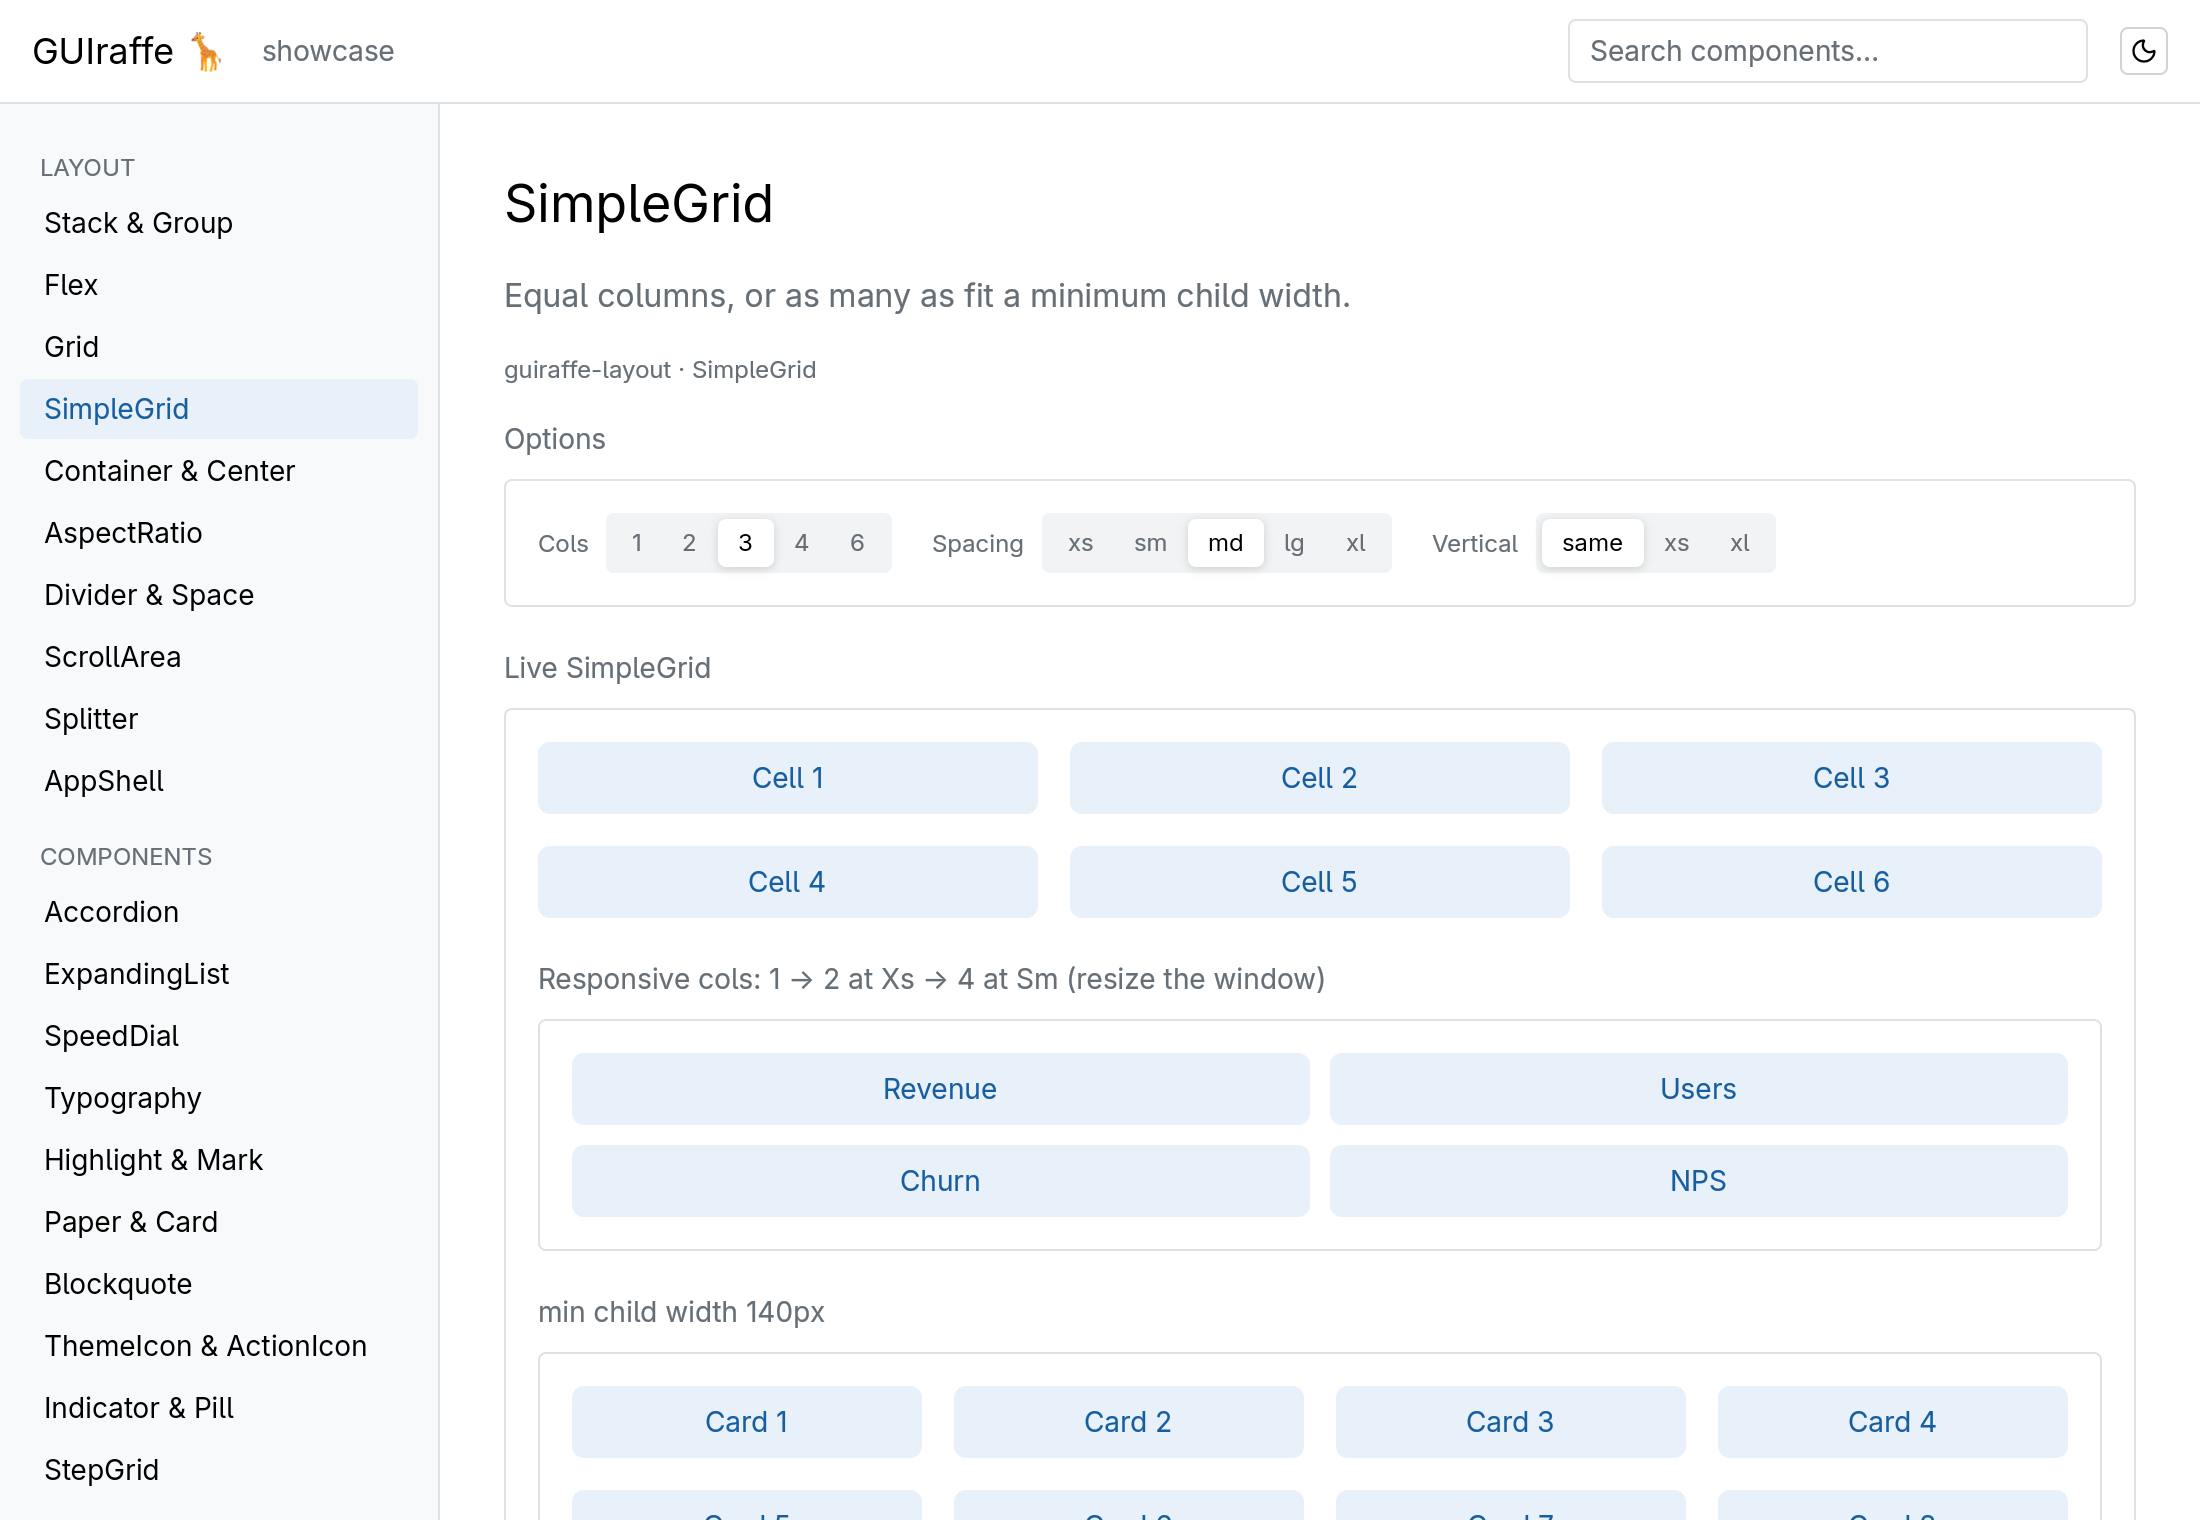 GUIraffe 🦒 showcase Search components...
LAYOUT
Stack & Group
Flex
Grid
SimpleGrid
Container & Center
AspectRatio
Divider & Space
ScrollArea
Splitter
AppShell
COMPONENTS
Accordion
ExpandingList
SpeedDial
Typography
Highlight & Mark
Paper & Card
Blockquote
ThemeIcon & ActionIcon
Indicator & Pill
StepGrid
SimpleGrid
Equal columns, or as many as fit a minimum child width.
guiraffe-layout · SimpleGrid
Options
Cols 1 2 3 4 6 Spacing xs sm md lg xl Vertical same xs xl
Live SimpleGrid
Cell 1 Cell 2 Cell 3
Cell 4 Cell 5 Cell 6
Responsive cols: 1 → 2 at Xs → 4 at Sm (resize the window)
Revenue Users
Churn NPS
min child width 140px
Card 1 Card 2 Card 3 Card 4